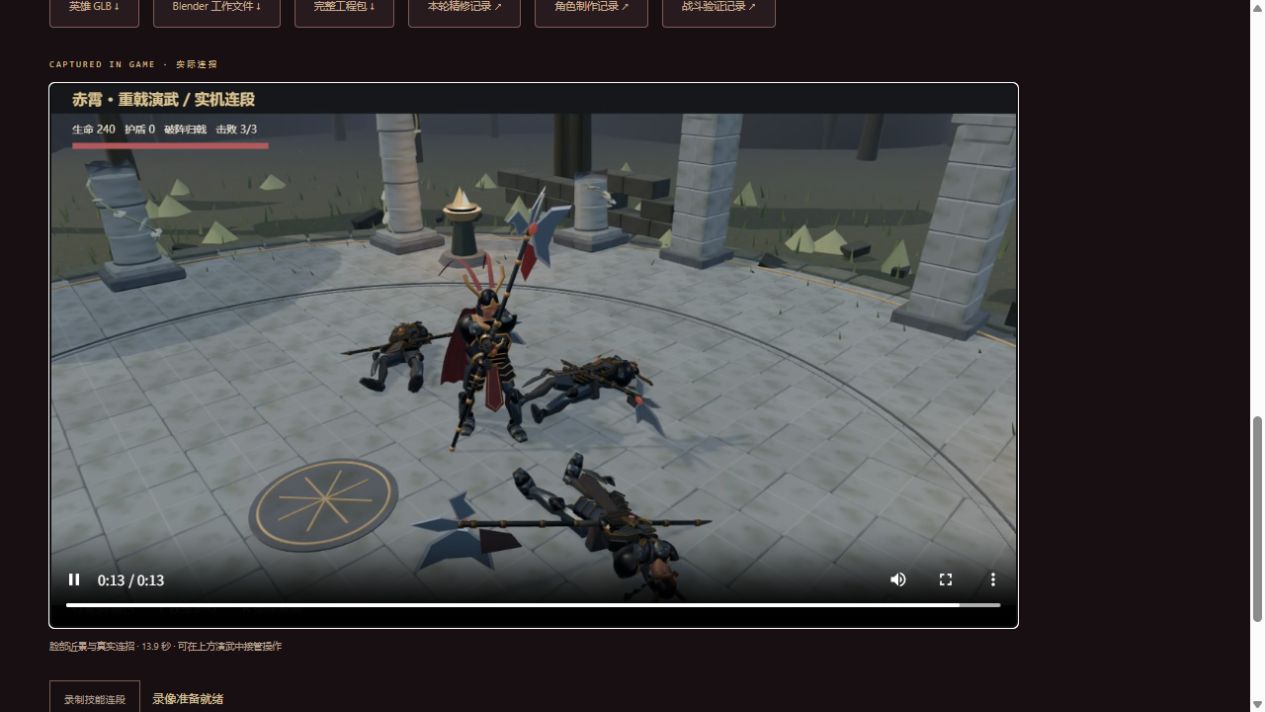 英雄 GLB ↓
Blender 工作文件 ↓
完整工程包 ↓
本轮精修记录 ↗
角色制作记录 ↗
战斗验证记录 ↗
CAPTURED IN GAME · 实际连报
赤霄 · 重戟演武 / 实机连段
生命 240 护盾 0 破阵归戟 击败 3/3
0:13 / 0:13
脸部近景与真实连招 · 13.9 秒 · 可在上方演武中接管操作
录制技能连段
录像准备就绪